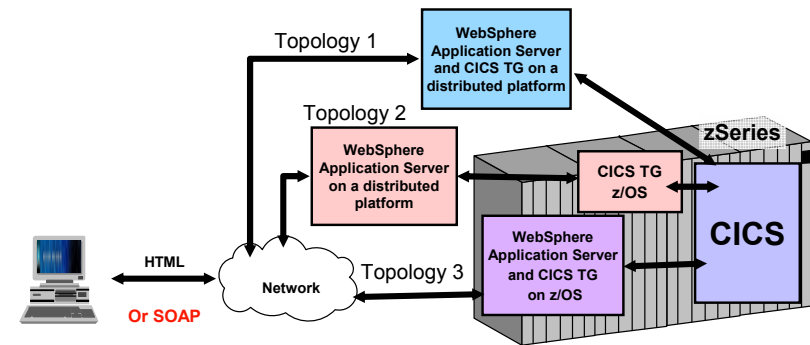 Topology 1
WebSphere
Application Server
and CICS TG on a
distributed platform
Topology 2
WebSphere
Application Server
on a distributed
platform
zSeries
CICS TG
z/OS
CICS
WebSphere
Application Server
and CICS TG
on z/OS
HTML
Or SOAP
Network
Topology 3